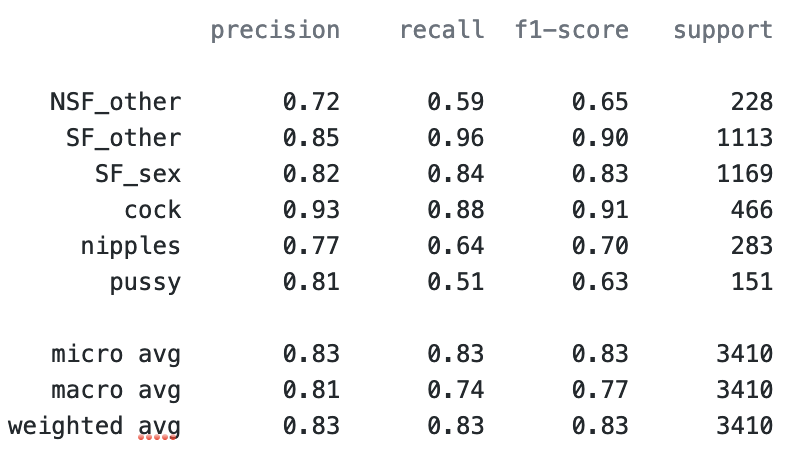 precision recall f1-score support
NSF_other 0.72 0.59 0.65 228
SF_other 0.85 0.96 0.90 1113
SF_sex 0.82 0.84 0.83 1169
cock 0.93 0.88 0.91 466
nipples 0.77 0.64 0.70 283
pussy 0.81 0.51 0.63 151
micro avg 0.83 0.83 0.83 3410
macro avg 0.81 0.74 0.77 3410
weighted avg 0.83 0.83 0.83 3410